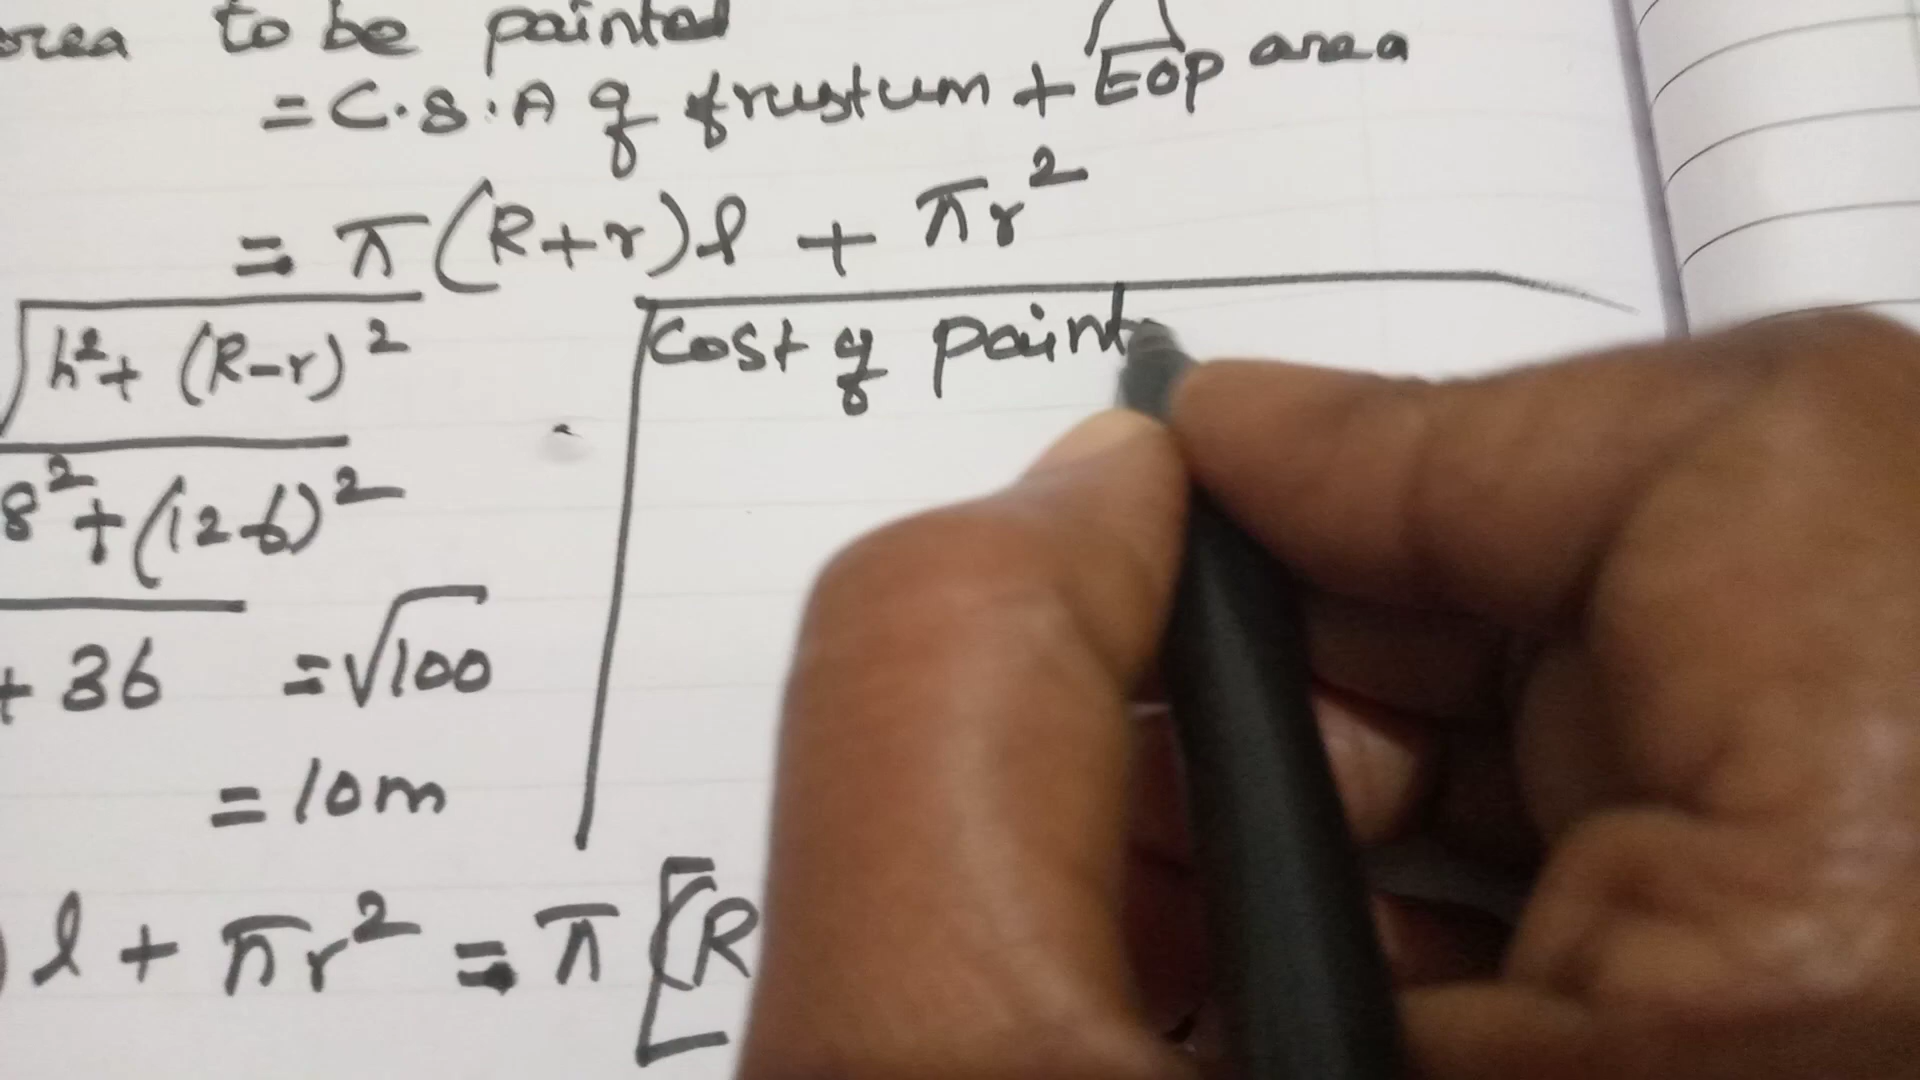 area to be painted
= C.S.A of frustum + Top area
= π(R+r)l + πr²
√h²+ (R-r)²
8²+(12-6)²
+ 36 = √100
= 10m
cost of paint
l + πr² = π [(R